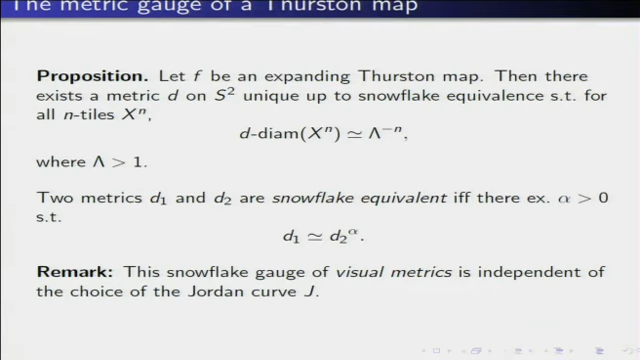 The metric gauge of a Thurston map
Proposition. Let f be an expanding Thurston map. Then there
exists a metric d on S² unique up to snowflake equivalence s.t. for
all n-tiles Xⁿ,
d-diam(Xⁿ) ≃ Λ⁻ⁿ,
where Λ > 1.
Two metrics d₁ and d₂ are snowflake equivalent iff there ex. α > 0
s.t.
d₁ ≃ d₂^α.
Remark: This snowflake gauge of visual metrics is independent of
the choice of the Jordan curve J.